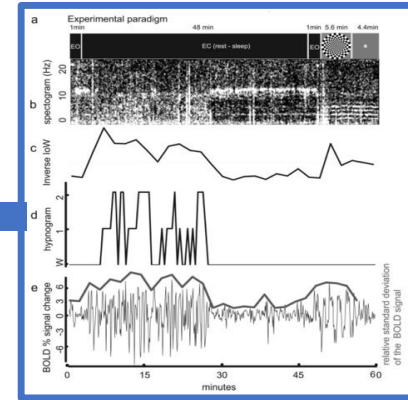 a Experimental paradigm
1min 48 min 1min 5.6 min 4.4min
EO EC (rest - sleep) EO
b spectogram (Hz) 20 10 0
c Inverse IoW
d hypnogram 2 1 W
e BOLD % signal change 6 3 0 -3 -6
relative standard deviation
of the BOLD signal
0 15 30 45 60
minutes